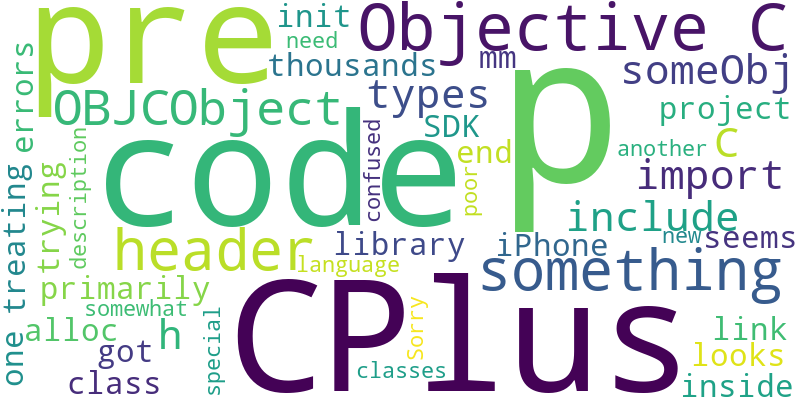 pre
init
need
Objective C
thousands
mm
someObj
OBJCObject
types
SDK
project
errors
code
p
C
another
end
import
description
confused
poor
trying
include
header
library
iPhone
new
seems
language
something
one treating
primarily
CPlus
somewhat
Sorry
alloc
h
special
link
got
looks
class
classes
inside